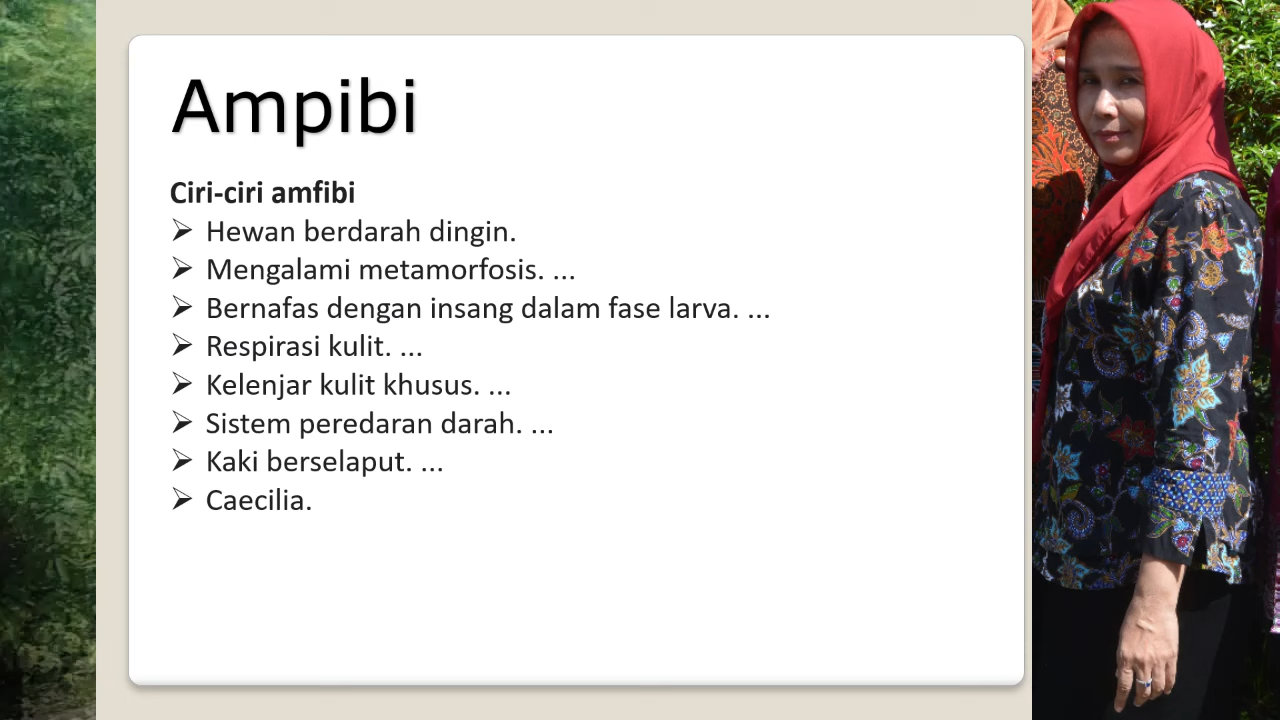 Ampibi
Ciri-ciri amfibi
➢ Hewan berdarah dingin.
➢ Mengalami metamorfosis. ...
➢ Bernafas dengan insang dalam fase larva. ...
➢ Respirasi kulit. ...
➢ Kelenjar kulit khusus. ...
➢ Sistem peredaran darah. ...
➢ Kaki berselaput. ...
➢ Caecilia.